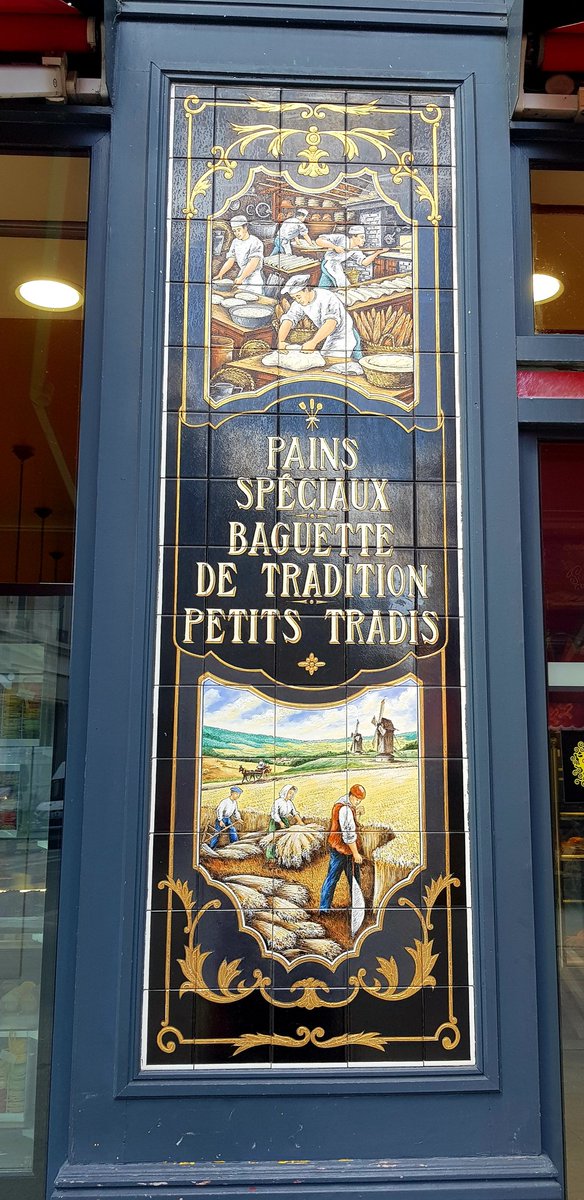 PAINS
SPÉCIAUX
BAGUETTE
DE TRADITION
PETITS TRADIS